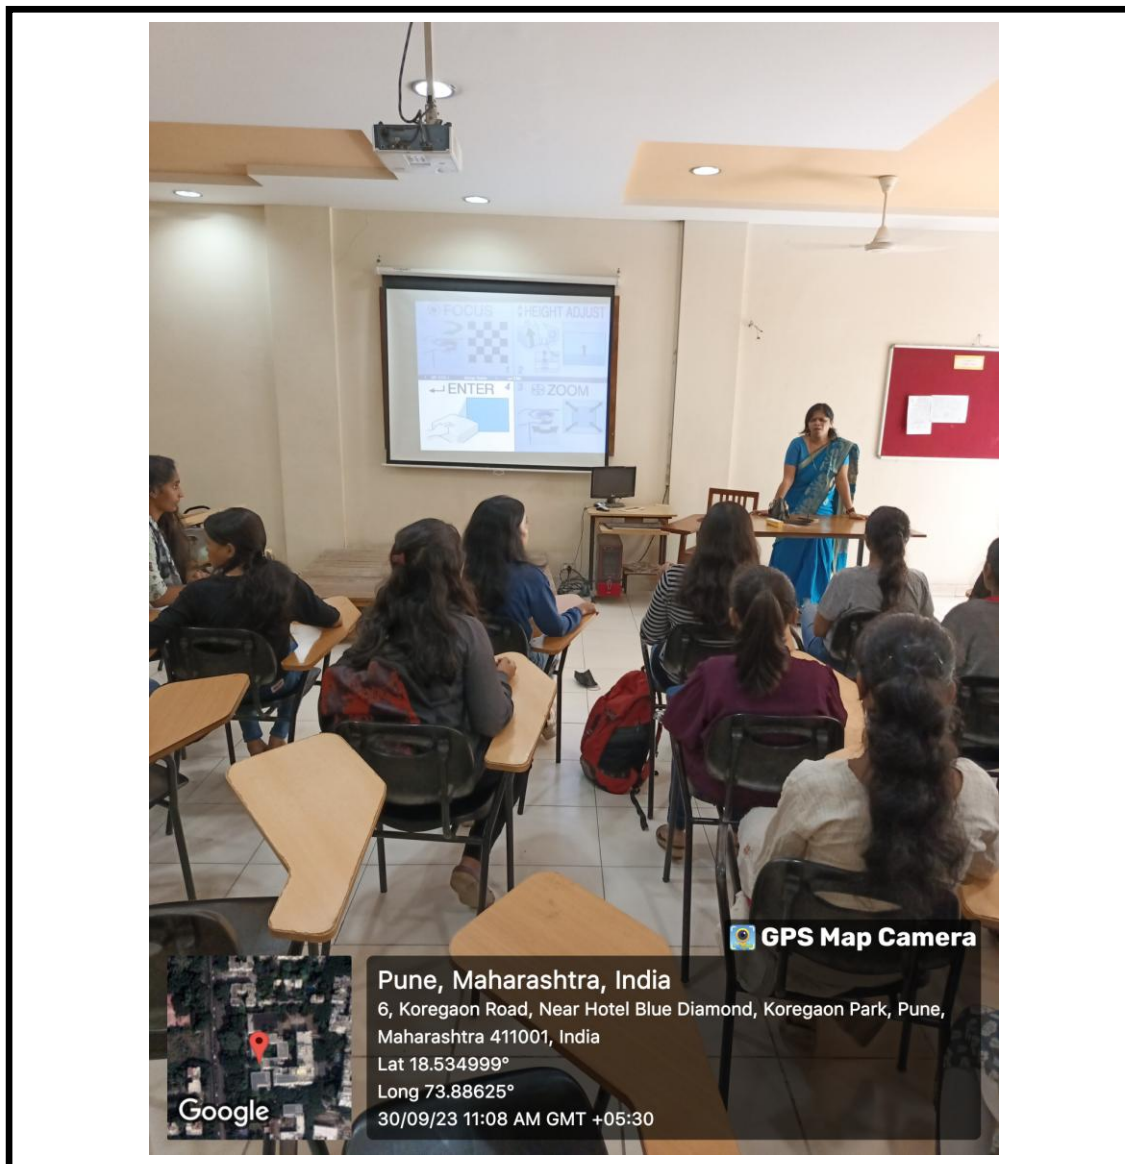 FOCUS
HEIGHT ADJUST
ENTER
ZOOM
GPS Map Camera
Pune, Maharashtra, India
6, Koregaon Road, Near Hotel Blue Diamond, Koregaon Park, Pune,
Maharashtra 411001, India
Lat 18.534999°
Long 73.88625°
30/09/23 11:08 AM GMT +05:30
Google